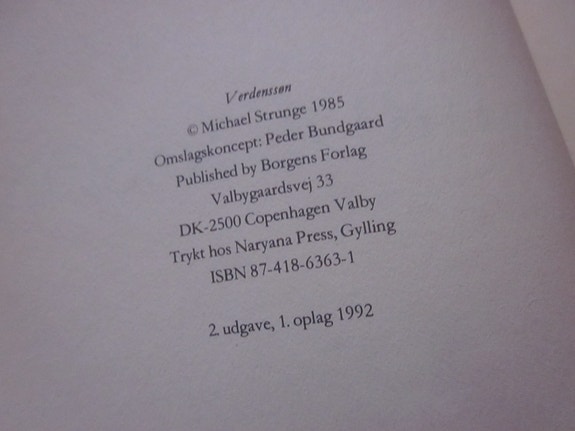 Verdenssøn
© Michael Strunge 1985
Omslagskoncept: Peder Bundgaard
Published by Borgens Forlag
Valbygaardsvej 33
DK-2500 Copenhagen Valby
Trykt hos Naryana Press, Gylling
ISBN 87-418-6363-1
2. udgave, 1. oplag 1992